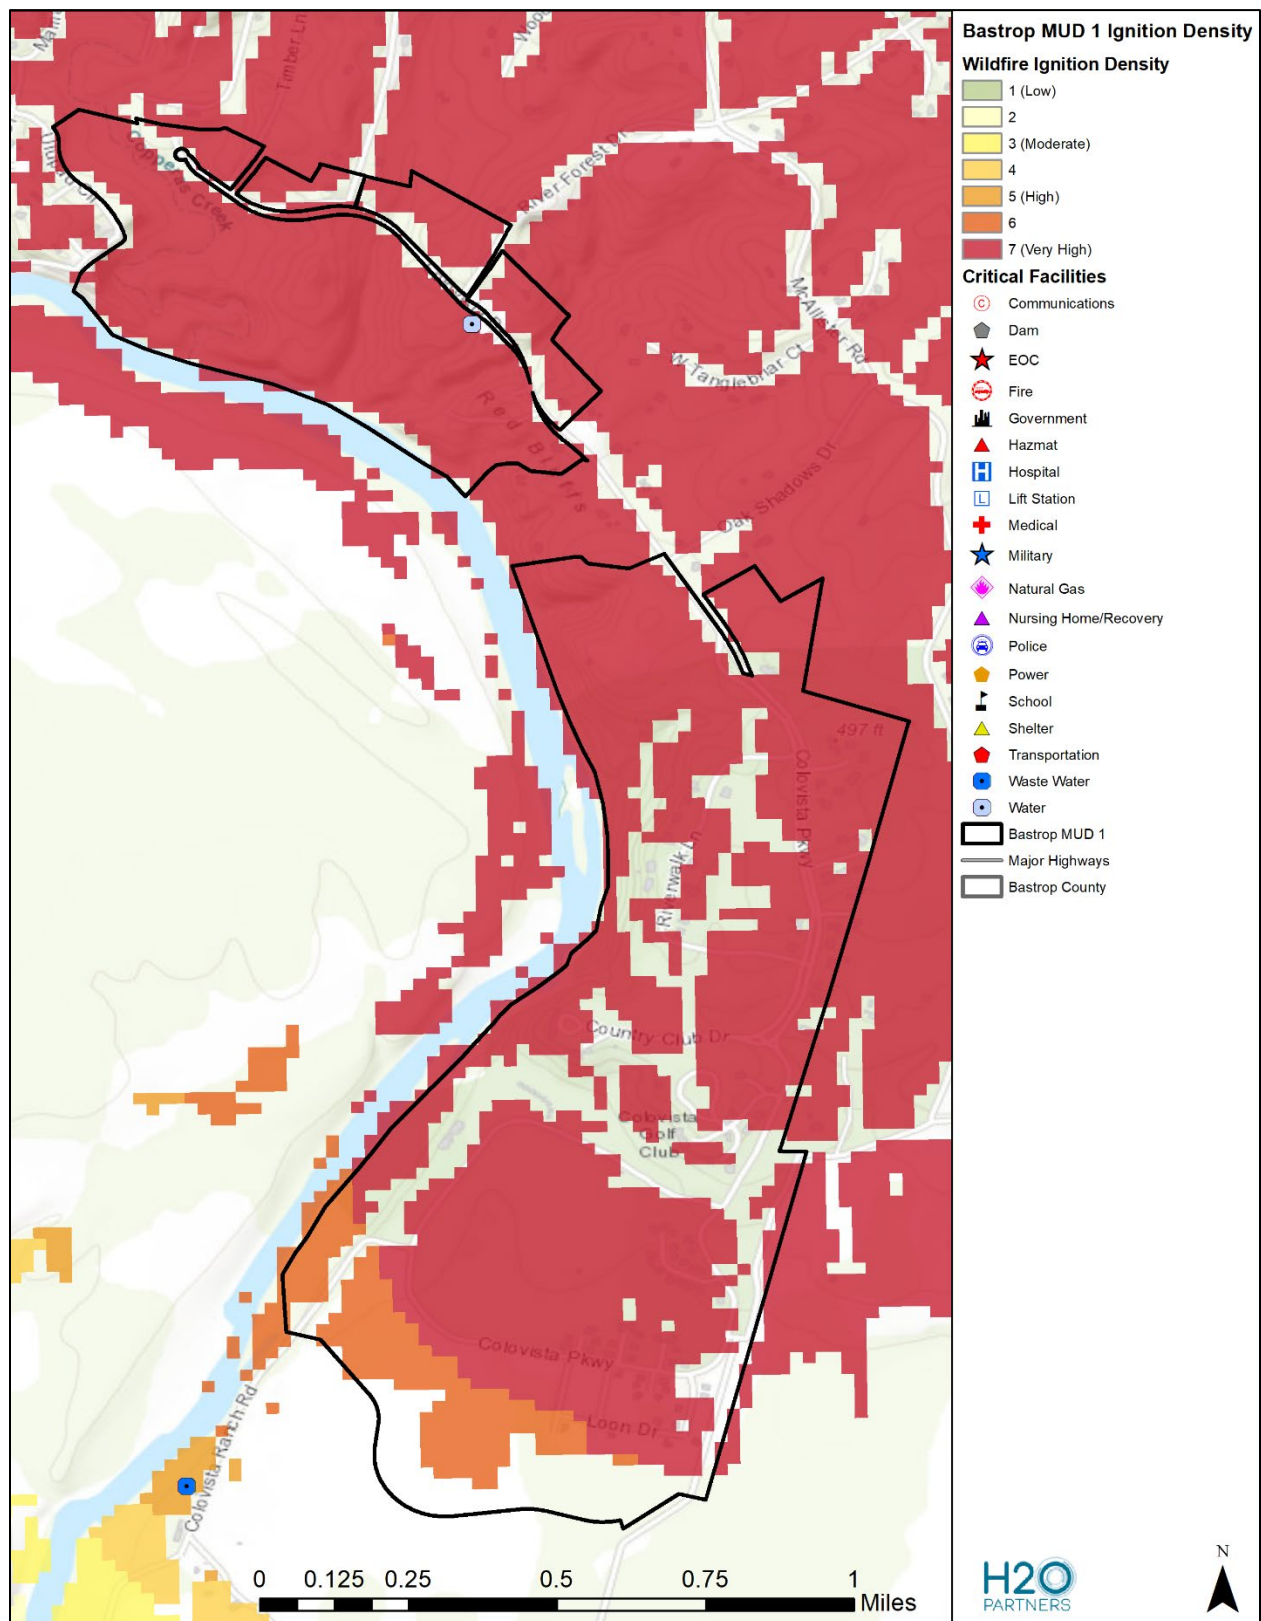 Bastrop MUD 1 Ignition Density
Wildfire Ignition Density
1 (Low)
2
3 (Moderate)
4
5 (High)
6
7 (Very High)
Critical Facilities
C Communications
Dam
EOC
Fire
Government
Hazmat
H Hospital
L Lift Station
Medical
Military
Natural Gas
Nursing Home/Recovery
Police
Power
School
Shelter
Transportation
Waste Water
Water
Bastrop MUD 1
Major Highways
Bastrop County
Timber Ln
Copperas Creek
River Forest Dr
McAllister Rd
W Tanglebriar Ct
Red Bluffs
Oak Shadows Dr
497 ft
Colovista Pkwy
Riverwalk Ln
Country Club Dr
Colovista
Golf
Club
Colovista Pkwy
Loon Dr
Colovista Ranch Rd
0 0.125 0.25 0.5 0.75 1
Miles
H2O
PARTNERS
N